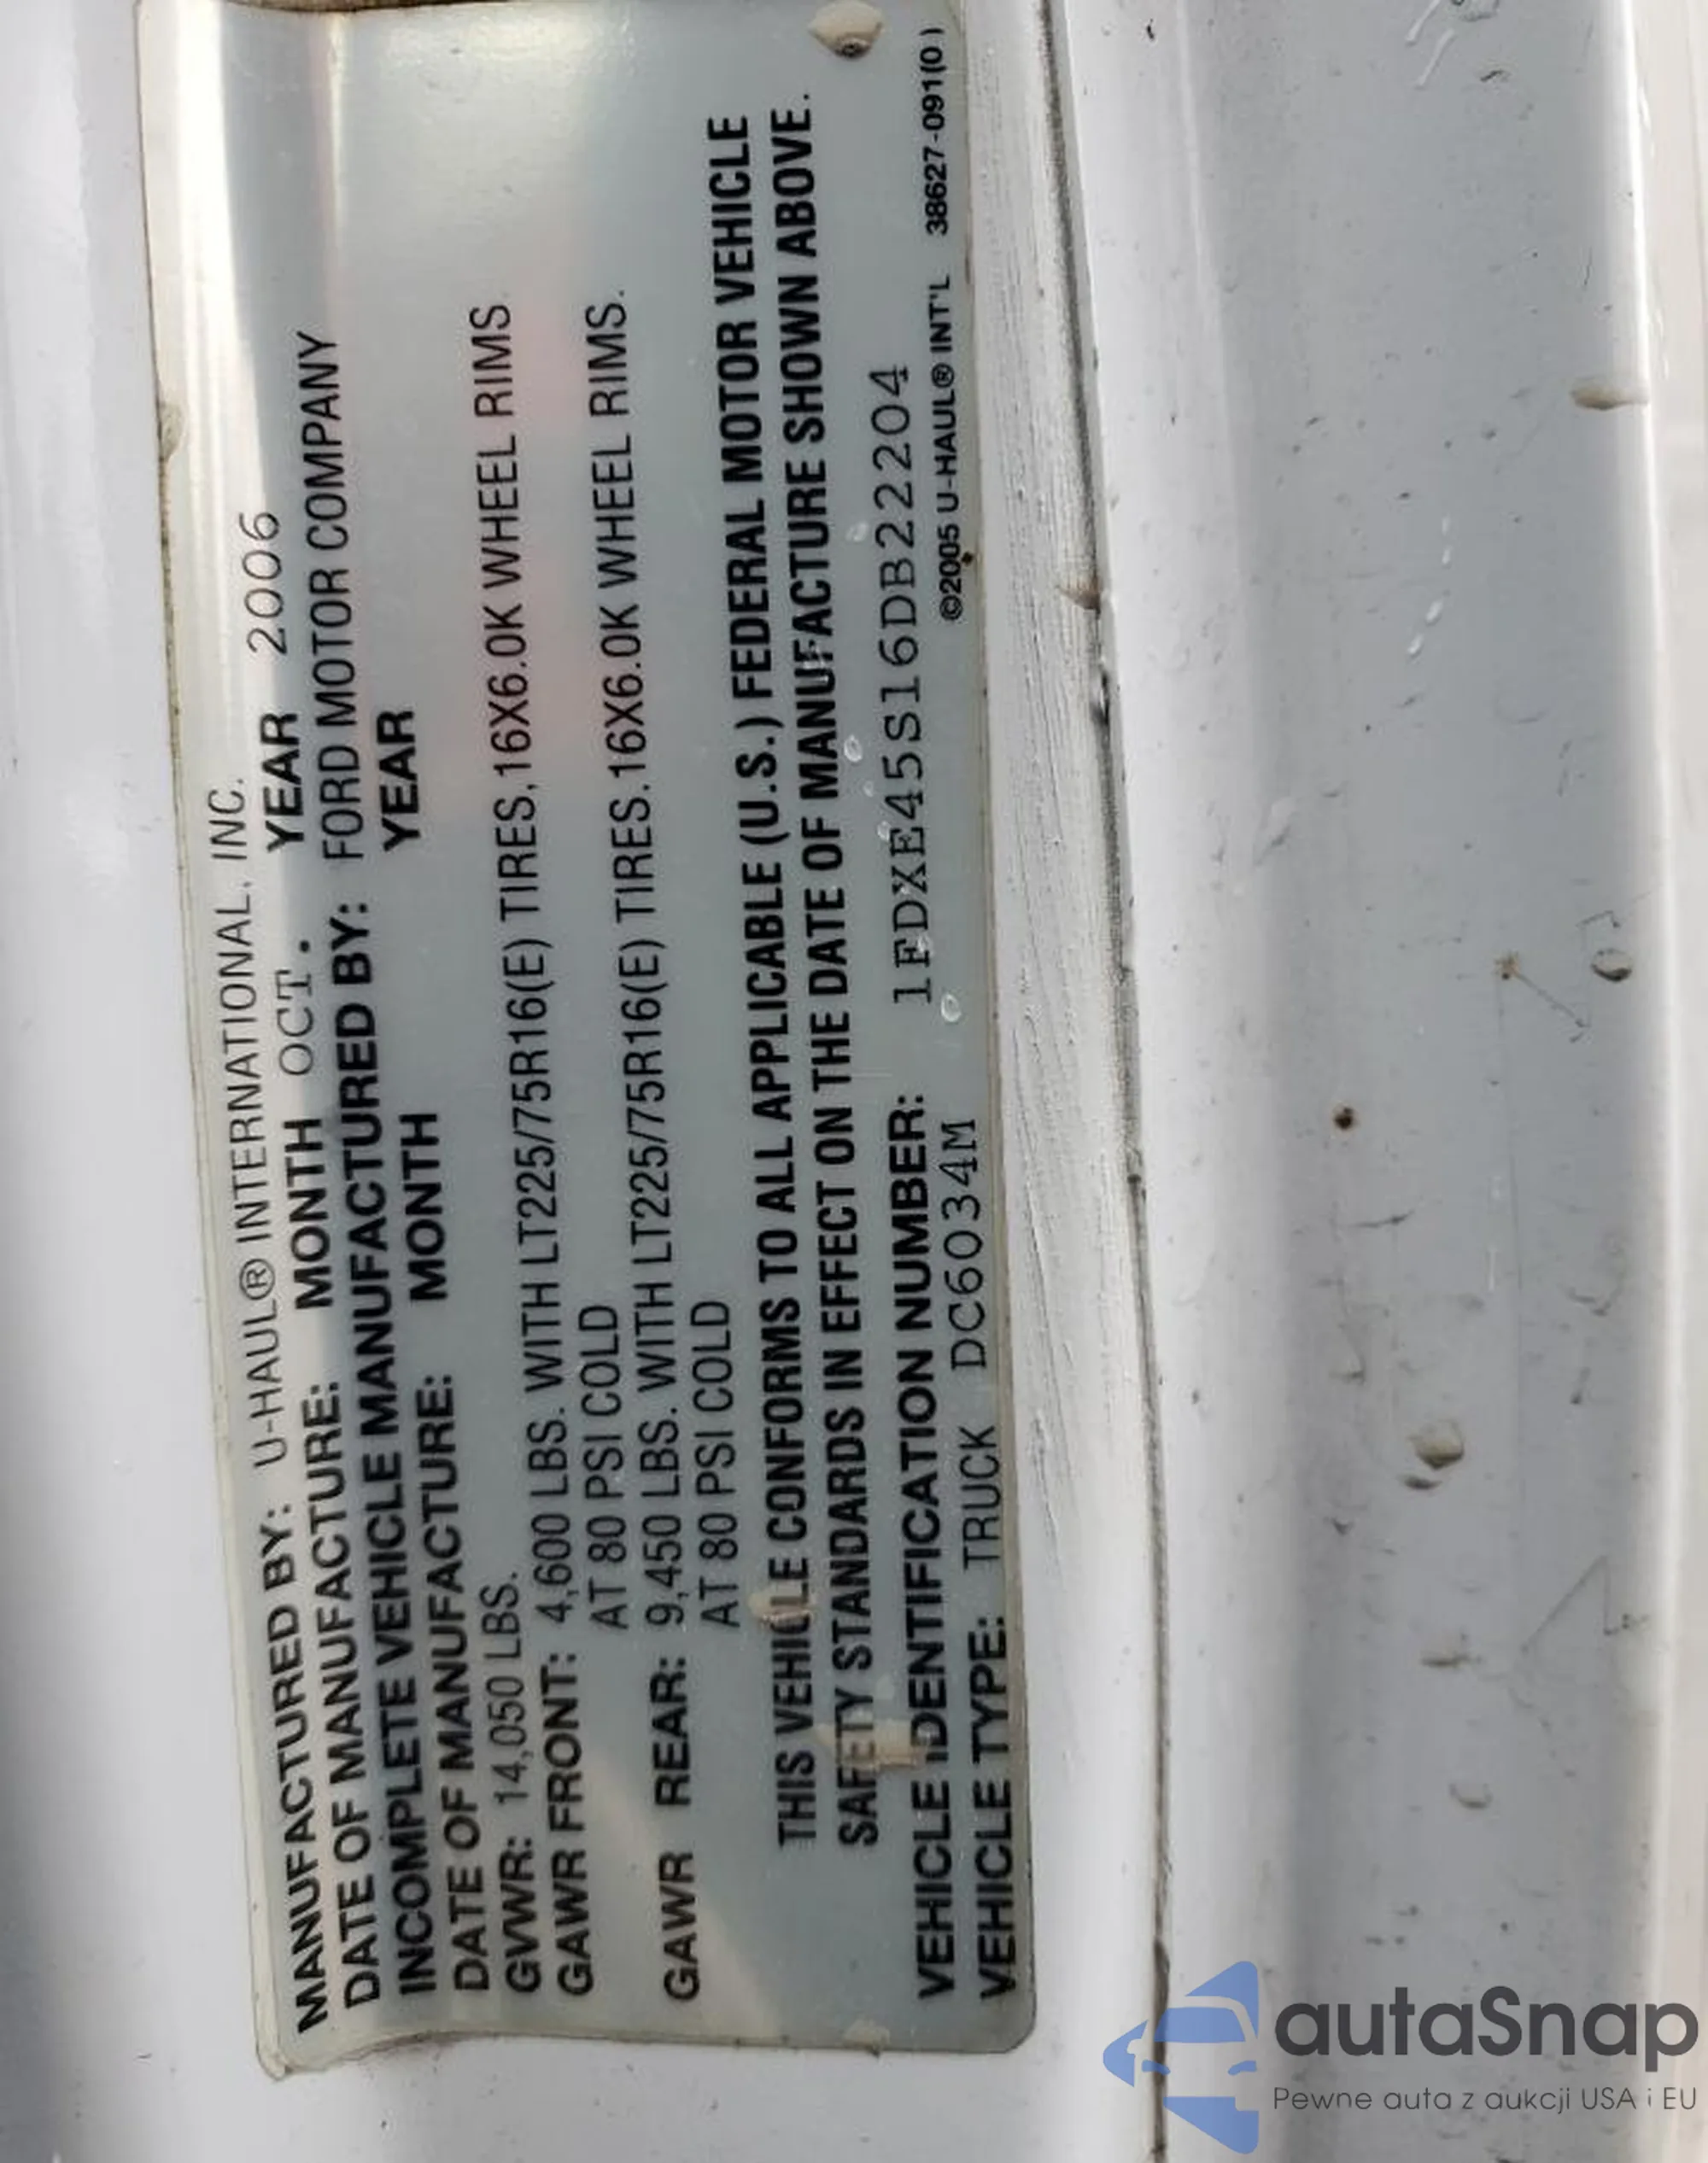 MANUFACTURED BY: U-HAUL® INTERNATIONAL, INC.
DATE OF MANUFACTURE: MONTH OCT. YEAR 2006
INCOMPLETE VEHICLE MANUFACTURED BY: FORD MOTOR COMPANY
DATE OF MANUFACTURE: MONTH YEAR
GVWR: 14,050 LBS.
GAWR FRONT: 4,600 LBS. WITH LT225/75R16(E) TIRES,16X6.0K WHEEL RIMS
AT 80 PSI COLD
GAWR REAR: 9,450 LBS. WITH LT225/75R16(E) TIRES.16X6.0K WHEEL RIMS.
AT 80 PSI COLD
THIS VEHICLE CONFORMS TO ALL APPLICABLE (U.S.) FEDERAL MOTOR VEHICLE
SAFETY STANDARDS IN EFFECT ON THE DATE OF MANUFACTURE SHOWN ABOVE.
VEHICLE IDENTIFICATION NUMBER: 1FDXE45S16DB22204
VEHICLE TYPE: TRUCK DC6034M ©2005 U-HAUL® INT'L 38627-091(0)
autaSnap
Pewne auta z aukcji USA i EU